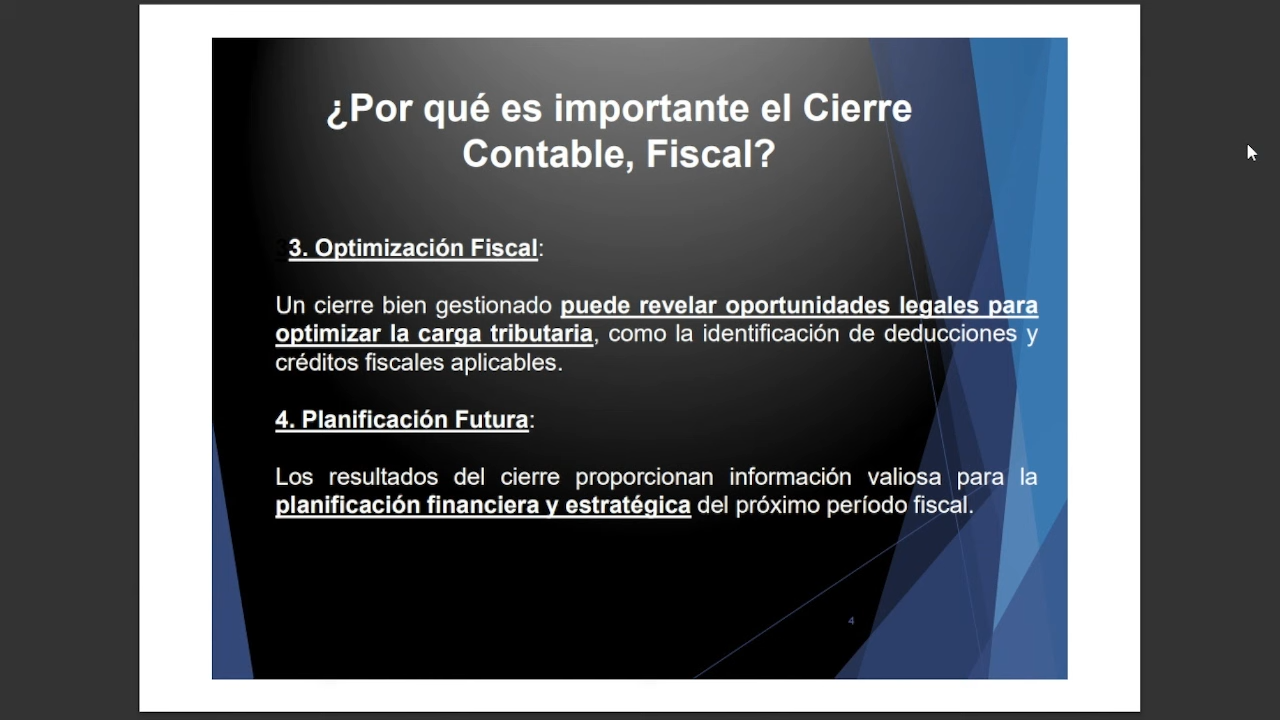 ¿Por qué es importante el Cierre
Contable, Fiscal?
3. Optimización Fiscal:
Un cierre bien gestionado puede revelar oportunidades legales para
optimizar la carga tributaria, como la identificación de deducciones y
créditos fiscales aplicables.
4. Planificación Futura:
Los resultados del cierre proporcionan información valiosa para la
planificación financiera y estratégica del próximo período fiscal.
4